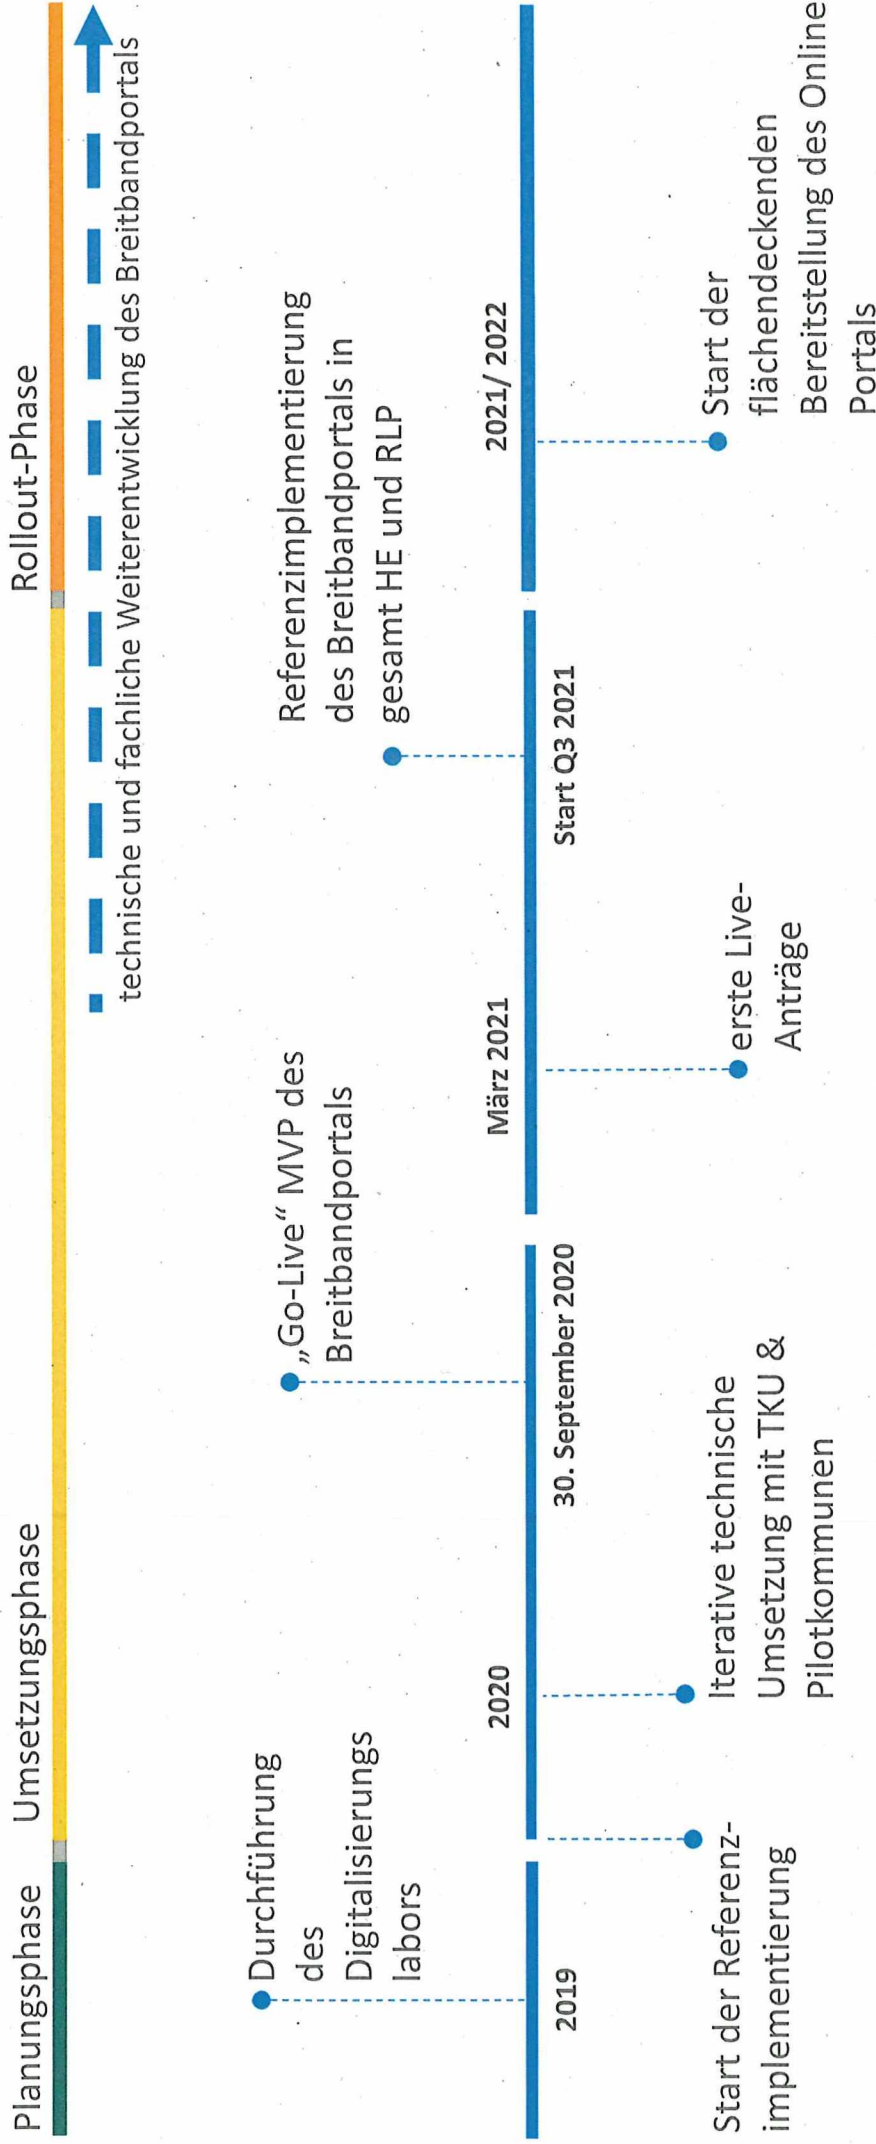 Planungsphase
Umsetzungsphase
Rollout-Phase
technische und fachliche Weiterentwicklung des Breitbandportals
Durchführung
des
Digitalisierungs
labors
„Go-Live“ MVP des
Breitbandportals
Referenzimplementierung
des Breitbandportals in
gesamt HE und RLP
2019
2020
30. September 2020
März 2021
Start Q3 2021
2021/ 2022
Start der Referenz-
implementierung
Iterative technische
Umsetzung mit TKU &
Pilotkommunen
erste Live-
Anträge
Start der
flächendeckenden
Bereitstellung des Online
Portals